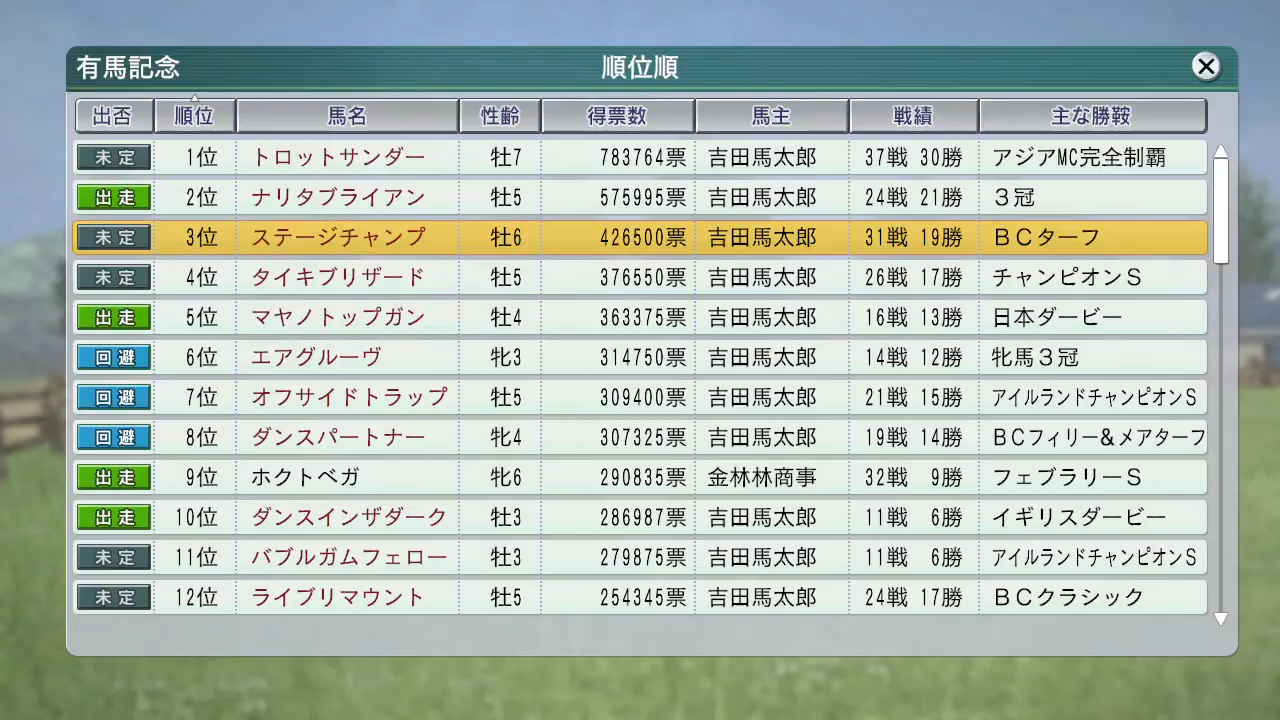 有馬記念 順位順
出否 順位 馬名 性齢 得票数 馬主 戦績 主な勝鞍
未定 1位 トロットサンダー 牡7 783764票 吉田馬太郎 37戦 30勝 アジアMC完全制覇
出走 2位 ナリタブライアン 牡5 575995票 吉田馬太郎 24戦 21勝 3冠
未定 3位 ステージチャンプ 牡6 426500票 吉田馬太郎 31戦 19勝 BCターフ
未定 4位 タイキブリザード 牡5 376550票 吉田馬太郎 26戦 17勝 チャンピオンS
出走 5位 マヤノトップガン 牡4 363375票 吉田馬太郎 16戦 13勝 日本ダービー
回避 6位 エアグルーヴ 牝3 314750票 吉田馬太郎 14戦 12勝 牝馬3冠
回避 7位 オフサイドトラップ 牡5 309400票 吉田馬太郎 21戦 15勝 アイルランドチャンピオンS
回避 8位 ダンスパートナー 牝4 307325票 吉田馬太郎 19戦 14勝 BCフィリー&メアターフ
出走 9位 ホクトベガ 牝6 290835票 金林林商事 32戦 9勝 フェブラリーS
出走 10位 ダンスインザダーク 牡3 286987票 吉田馬太郎 11戦 6勝 イギリスダービー
未定 11位 バブルガムフェロー 牡3 279875票 吉田馬太郎 11戦 6勝 アイルランドチャンピオンS
未定 12位 ライブリマウント 牡5 254345票 吉田馬太郎 24戦 17勝 BCクラシック